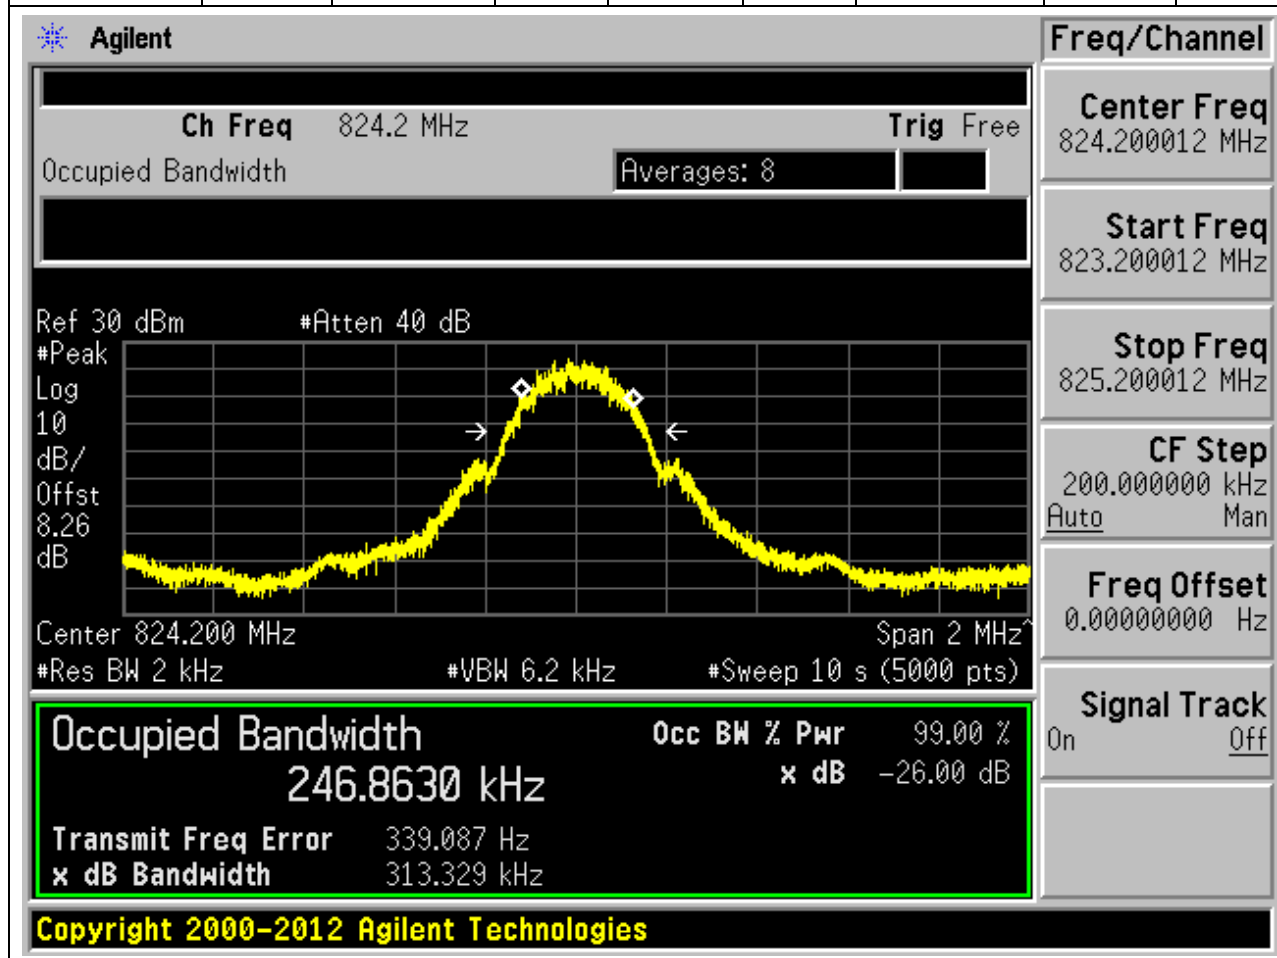 Agilent
Freq/Channel
Ch Freq 824.2 MHz Trig Free
Occupied Bandwidth Averages: 8
Center Freq
824.200012 MHz
Start Freq
823.200012 MHz
Stop Freq
825.200012 MHz
CF Step
200.000000 kHz
Auto Man
Freq Offset
0.00000000 Hz
Signal Track
On Off
Ref 30 dBm #Atten 40 dB
#Peak
Log
10
dB/
Offst
8.26
dB
Center 824.200 MHz Span 2 MHz^
#Res BW 2 kHz #VBW 6.2 kHz #Sweep 10 s (5000 pts)
Occupied Bandwidth Occ BW % Pwr 99.00 %
246.8630 kHz x dB -26.00 dB
Transmit Freq Error 339.087 Hz
x dB Bandwidth 313.329 kHz
Copyright 2000-2012 Agilent Technologies